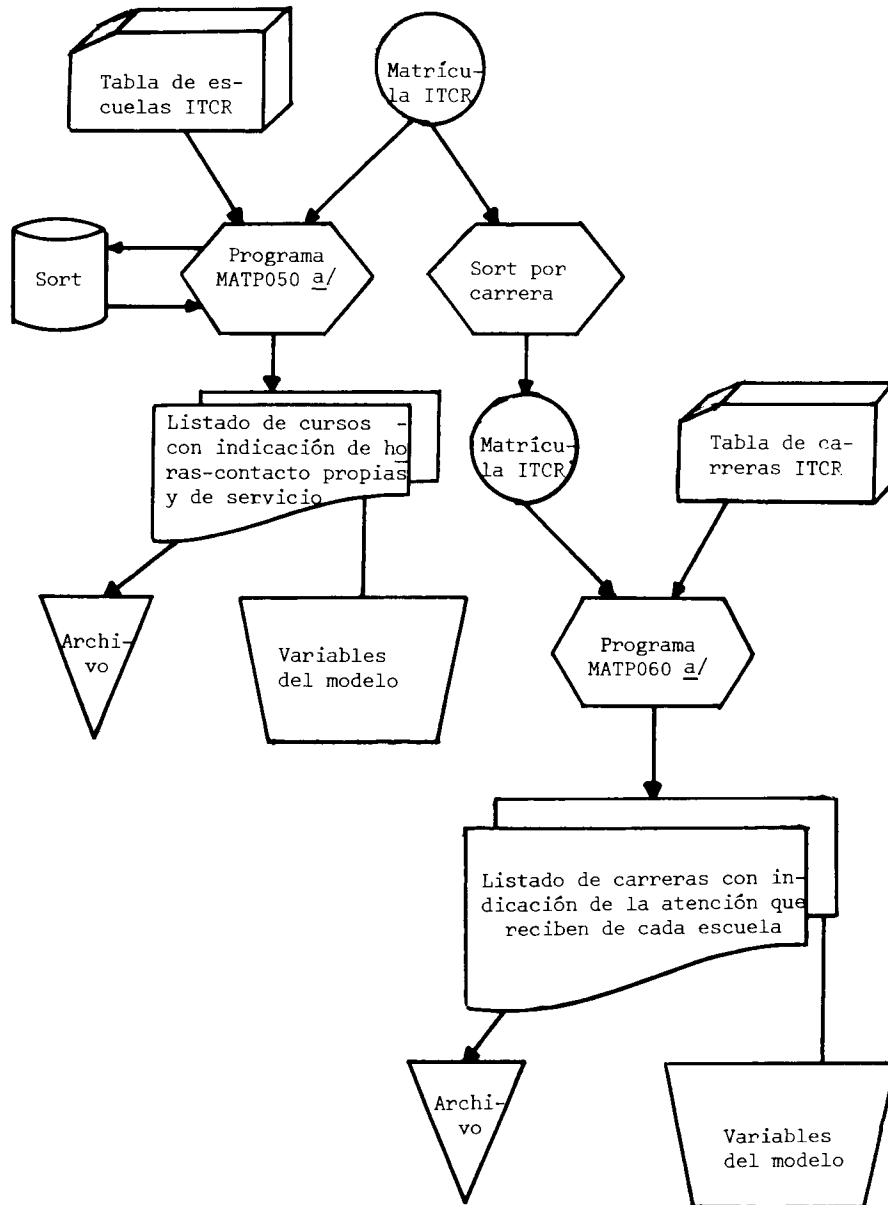 Tabla de es-
cuelas ITCR
Matrícu-
la ITCR
Sort
Programa
MATP050 a/
Sort por
carrera
Listado de cursos -
con indicación de ho
ras-contacto propias
y de servicio
Matrícu-
la ITCR
Tabla de ca-
rreras ITCR
Archi-
vo
Variables
del modelo
Programa
MATP060 a/
Listado de carreras con in-
dicación de la atención que
reciben de cada escuela
Archi-
vo
Variables
del modelo